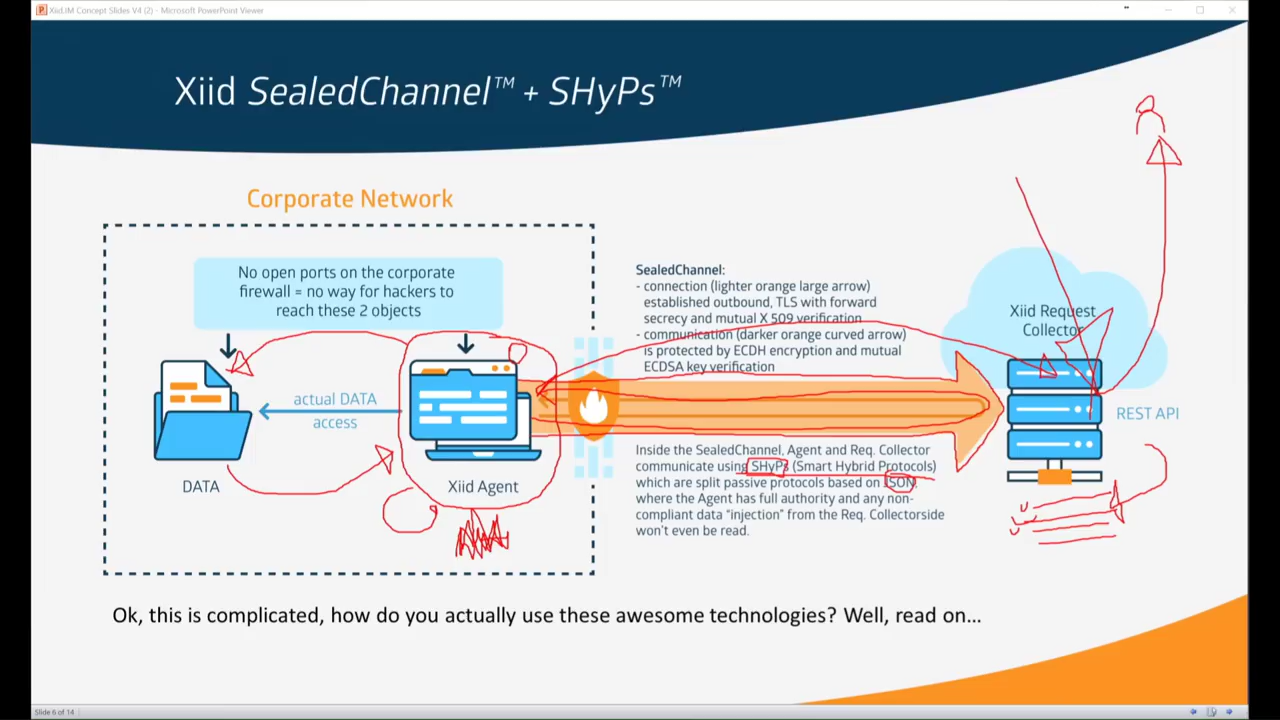 XiidLIM Concept Slides V4 (2) - Microsoft PowerPoint Viewer
Xiid SealedChannel™ + SHyPs™
Corporate Network
No open ports on the corporate
firewall = no way for hackers to
reach these 2 objects
actual DATA
access
DATA
Xiid Agent
SealedChannel:
- connection (lighter orange large arrow)
established outbound, TLS with forward
secrecy and mutual X 509 verification
- communication (darker orange curved arrow)
is protected by ECDH encryption and mutual
ECDSA key verification
Inside the SealedChannel, Agent and Req. Collector
communicate using SHyPs (Smart Hybrid Protocols)
which are split passive protocols based on JSON,
where the Agent has full authority and any non-
compliant data “injection” from the Req. Collectorside
won’t even be read.
Xiid Request
Collector
REST API
Ok, this is complicated, how do you actually use these awesome technologies? Well, read on…
Slide 6 of 14